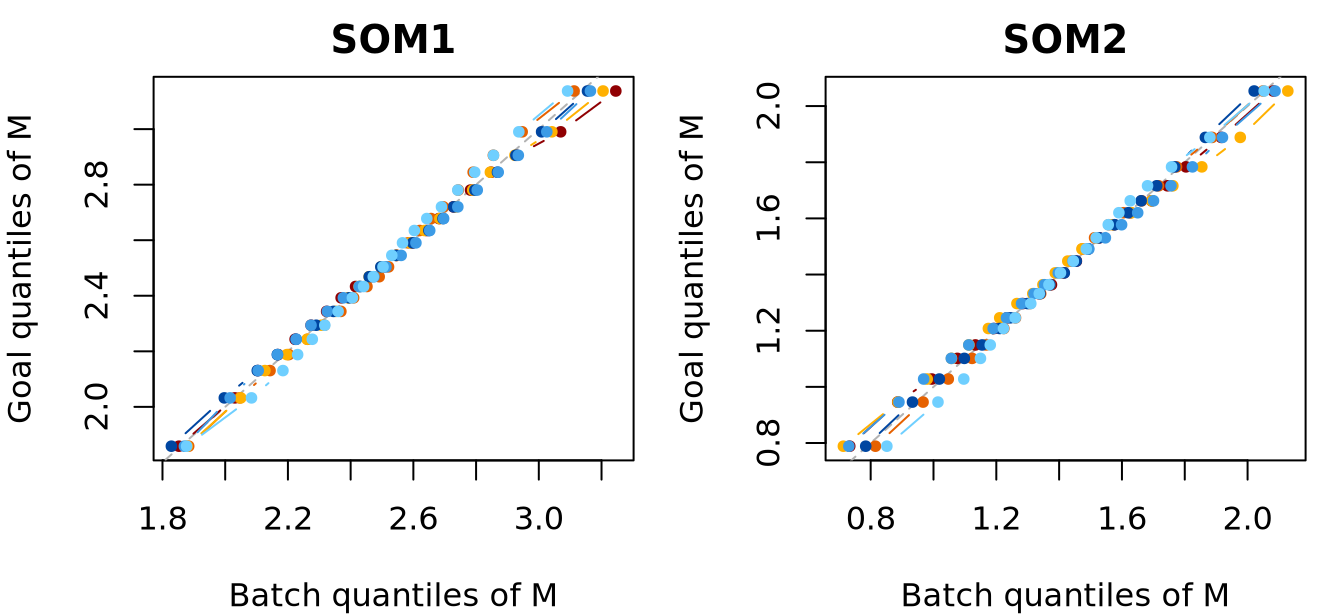 SOM1
Goal quantiles of M
2.8
2.4
2.0
1.8 2.2 2.6 3.0
Batch quantiles of M
SOM2
Goal quantiles of M
2.0
1.6
1.2
0.8
0.8 1.2 1.6 2.0
Batch quantiles of M